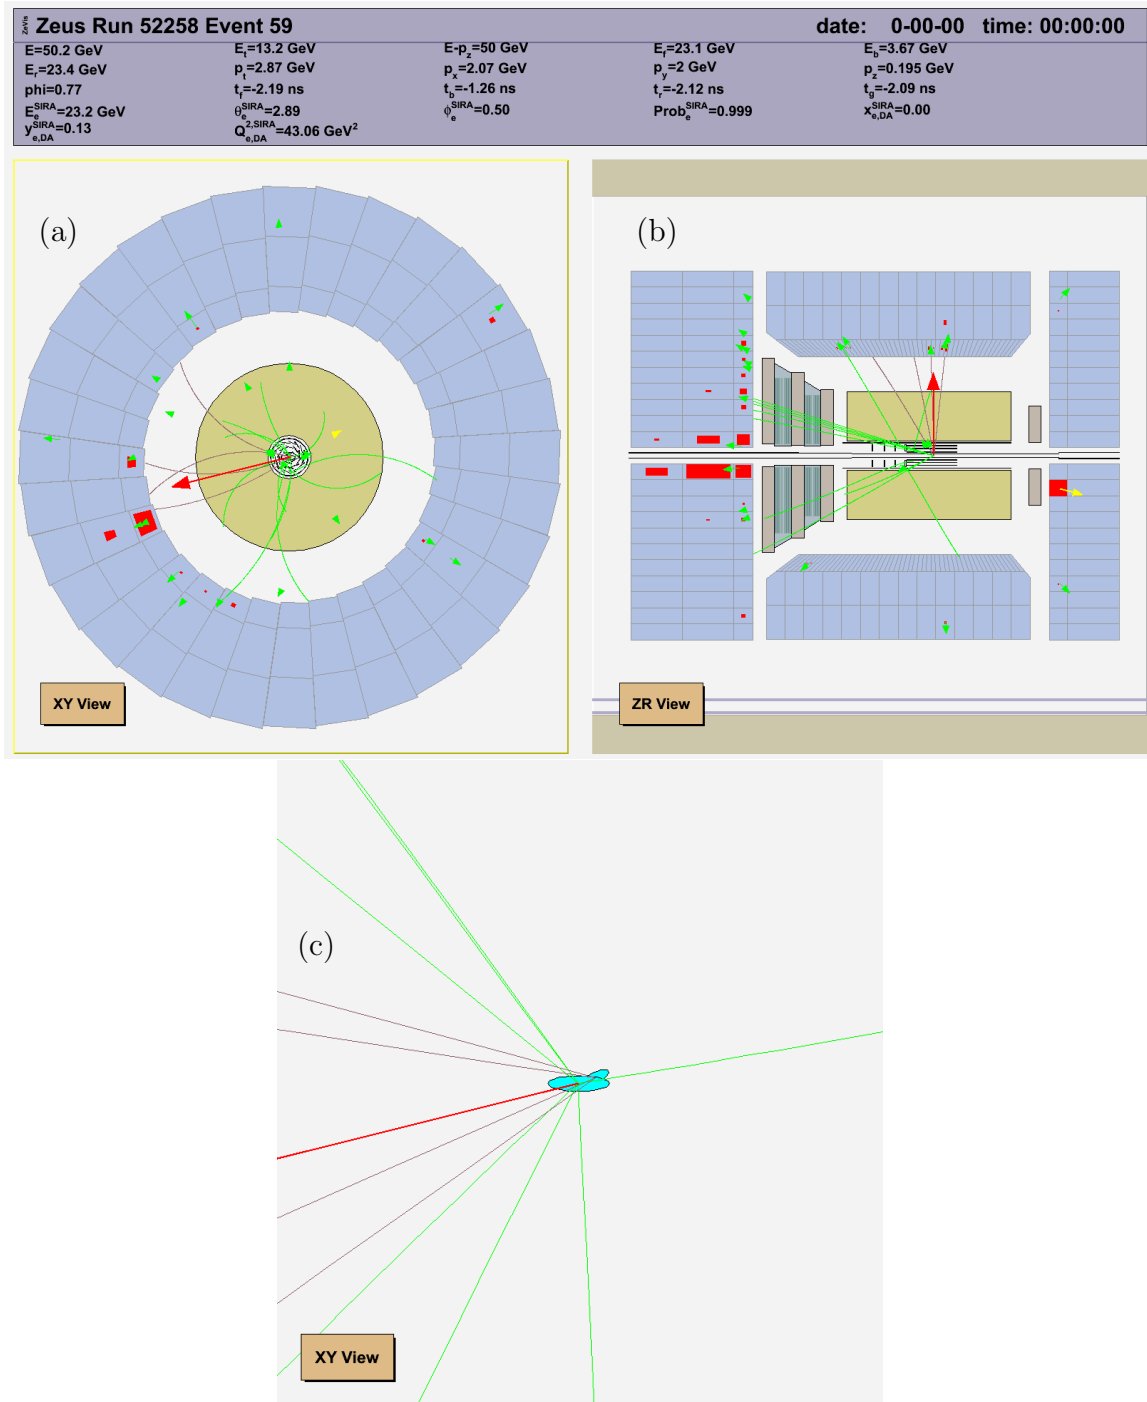 ZeVis Zeus Run 52258 Event 59 date: 0-00-00 time: 00:00:00
E=50.2 GeV E_t=13.2 GeV E-p_z=50 GeV E_f=23.1 GeV E_b=3.67 GeV
E_r=23.4 GeV p_t=2.87 GeV p_x=2.07 GeV p_y=2 GeV p_z=0.195 GeV
phi=0.77 t_f=-2.19 ns t_b=-1.26 ns t_r=-2.12 ns t_g=-2.09 ns
E_e^SIRA=23.2 GeV θ_e^SIRA=2.89 ϕ_e^SIRA=0.50 Prob_e^SIRA=0.999 x_e,DA^SIRA=0.00
y_e,DA^SIRA=0.13 Q_e,DA^2,SIRA=43.06 GeV²
(a) (b)
XY View ZR View
(c)
XY View